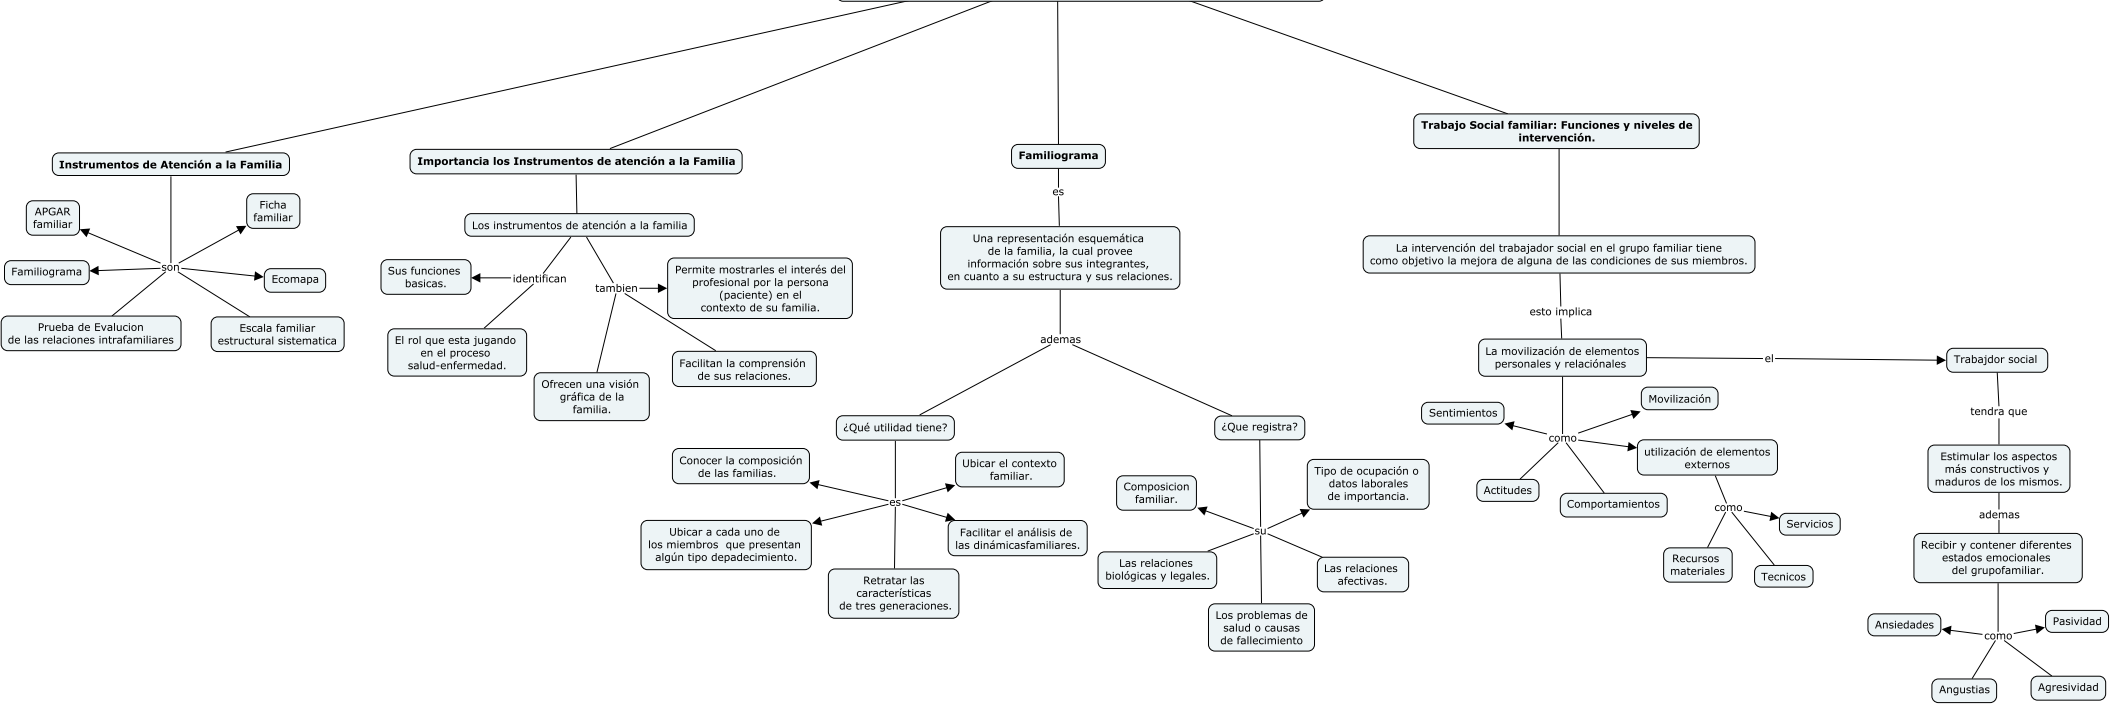 Instrumentos de Atención a la Familia
APGAR
familiar
Ficha
familiar
son
Familiograma
Ecomapa
Prueba de Evalucion
de las relaciones intrafamiliares
Escala familiar
estructural sistematica
Importancia los Instrumentos de atención a la Familia
Los instrumentos de atención a la familia
identifican
Sus funciones
basicas.
El rol que esta jugando
en el proceso
salud-enfermedad.
tambien
Permite mostrarles el interés del
profesional por la persona
(paciente) en el
contexto de su familia.
Ofrecen una visión
gráfica de la
familia.
Facilitan la comprensión
de sus relaciones.
Familiograma
es
Una representación esquemática
de la familia, la cual provee
información sobre sus integrantes,
en cuanto a su estructura y sus relaciones.
ademas
¿Qué utilidad tiene?
es
Conocer la composición
de las familias.
Ubicar el contexto
familiar.
Ubicar a cada uno de
los miembros  que presentan
algún tipo depadecimiento.
Facilitar el análisis de
las dinámicasfamiliares.
Retratar las
características
de tres generaciones.
¿Que registra?
su
Composicion
familiar.
Tipo de ocupación o
datos laborales
de importancia.
Las relaciones
biológicas y legales.
Las relaciones
afectivas.
Los problemas de
salud o causas
de fallecimiento
Trabajo Social familiar: Funciones y niveles de
intervención.
La intervención del trabajador social en el grupo familiar tiene
como objetivo la mejora de alguna de las condiciones de sus miembros.
esto implica
La movilización de elementos
personales y relaciónales
el
Trabajdor social
como
Sentimientos
Movilización
utilización de elementos
externos
Actitudes
Comportamientos
como
Servicios
Recursos
materiales
Tecnicos
tendra que
Estimular los aspectos
más constructivos y
maduros de los mismos.
ademas
Recibir y contener diferentes
estados emocionales
del grupofamiliar.
como
Ansiedades
Pasividad
Angustias
Agresividad